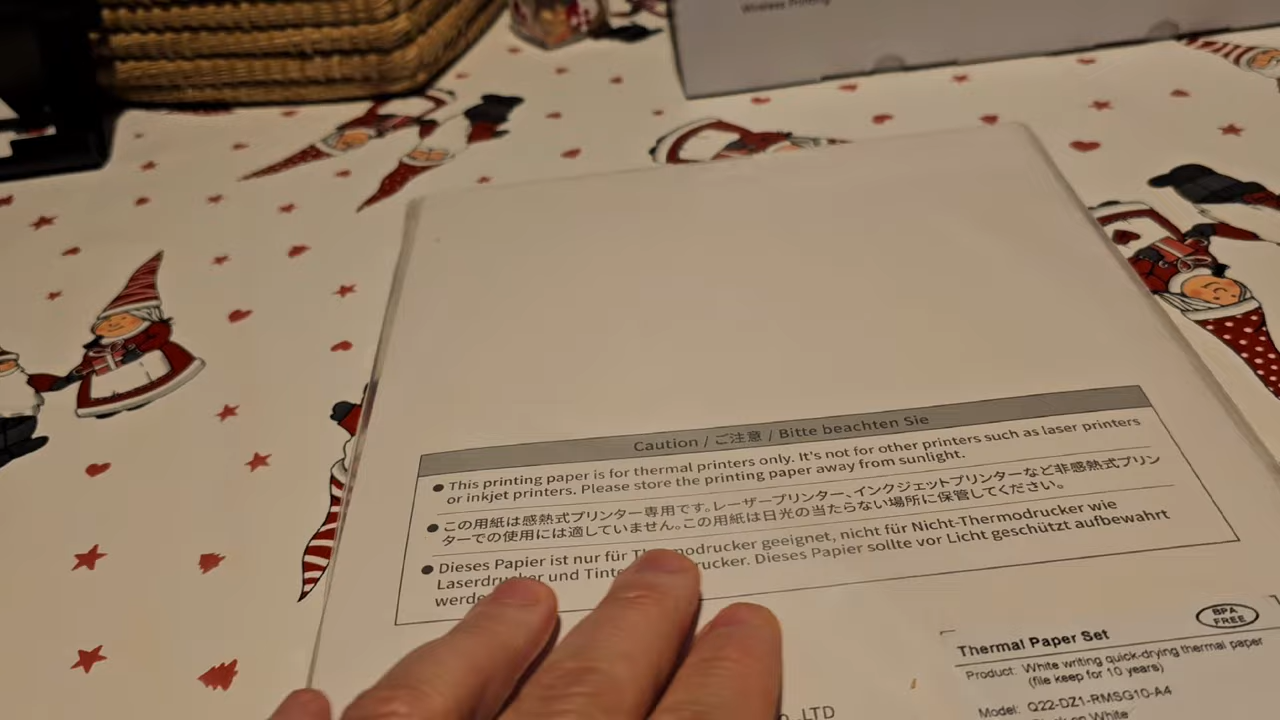 Wireless Printing
Caution / ご注意 / Bitte beachten Sie
● This printing paper is for thermal printers only. It's not for other printers such as laser printers
or inkjet printers. Please store the printing paper away from sunlight.
● この用紙は感熱式プリンター専用です。レーザープリンター、インクジェットプリンターなど非感熱式プリン
ターでの使用には適していません。この用紙は日光の当たらない場所に保管してください。
● Dieses Papier ist nur für Thermodrucker geeignet, nicht für Nicht-Thermodrucker wie
Laserdrucker und drucker. Dieses Papier sollte vor Licht geschützt aufbewahrt
BPA
FREE
Thermal Paper Set
Product: White writing quick-drying thermal paper
(file keep for 10 years)
Model: Q22-DZ1-RMSG10-A4
on White
LTD